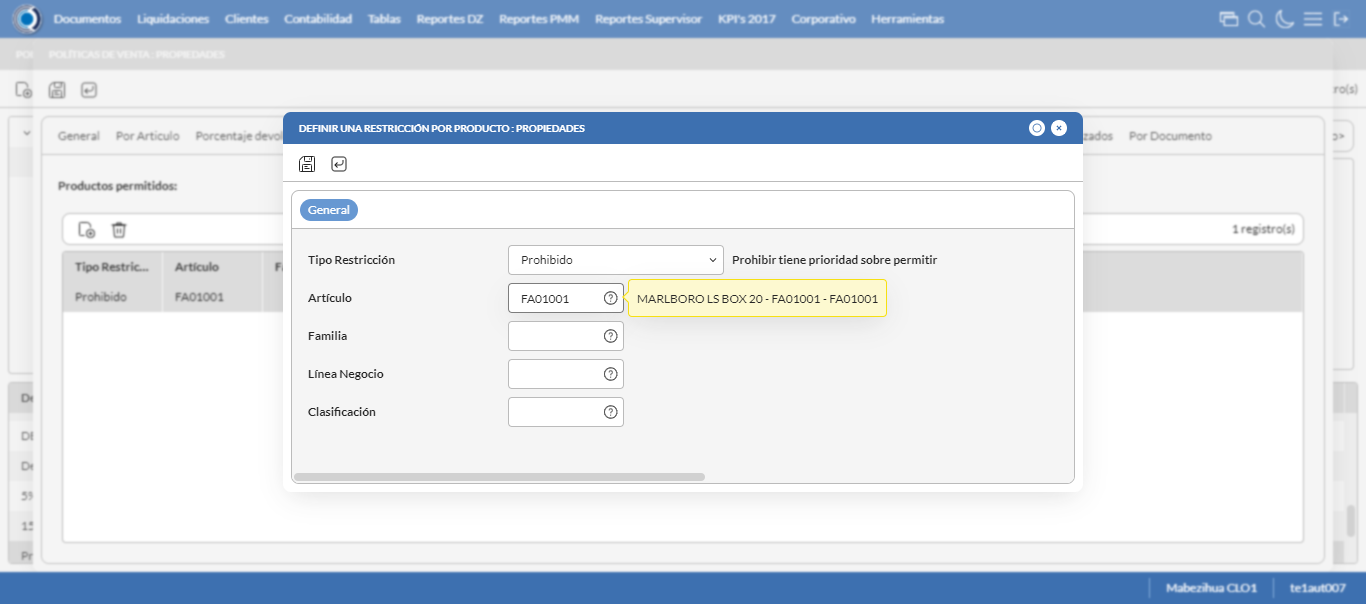 Documentos Liquidaciones Clientes Contabilidad Tablas Reportes DZ Reportes PMM Reportes Supervisor KPI's 2017 Corporativo Herramientas
POLÍTICAS DE VENTA : PROPIEDADES
ro(s)
General Por Artículo Porcentaje devol
zados Por Documento
DEFINIR UNA RESTRICCIÓN POR PRODUCTO : PROPIEDADES
General
Productos permitidos:
1 registro(s)
Tipo Restric... Artículo F
Prohibido FA01001
Tipo Restricción Prohibido Prohibir tiene prioridad sobre permitir
Artículo FA01001 MARLBORO LS BOX 20 - FA01001 - FA01001
Familia
Línea Negocio
Clasificación
De
DE
De
5%
15
Pr
Mabezihua CLO1 te1aut007